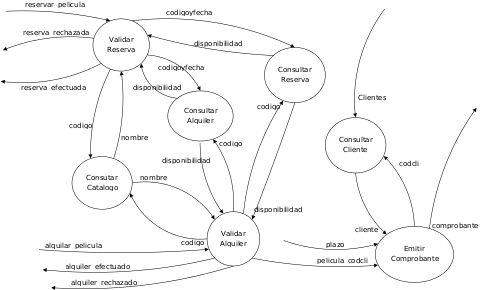 reservar pelicula
codigoyfecha
reserva rechazada
Validar
Reserva
disponibilidad
codigoyfecha
Consultar
Reserva
reserva efectuada
disponibilidad
Clientes
codigo
Consultar
Alquiler
codigo
nombre
codigo
Consultar
Cliente
disponibilidad
codcli
Consutar
Catalogo
nombre
disponibilidad
comprobante
cliente
Validar
Alquiler
codigo
alquilar pelicula
plazo
Emitir
Comprobante
alquiler efectuado
pelicula codcli
alquiler rechazado